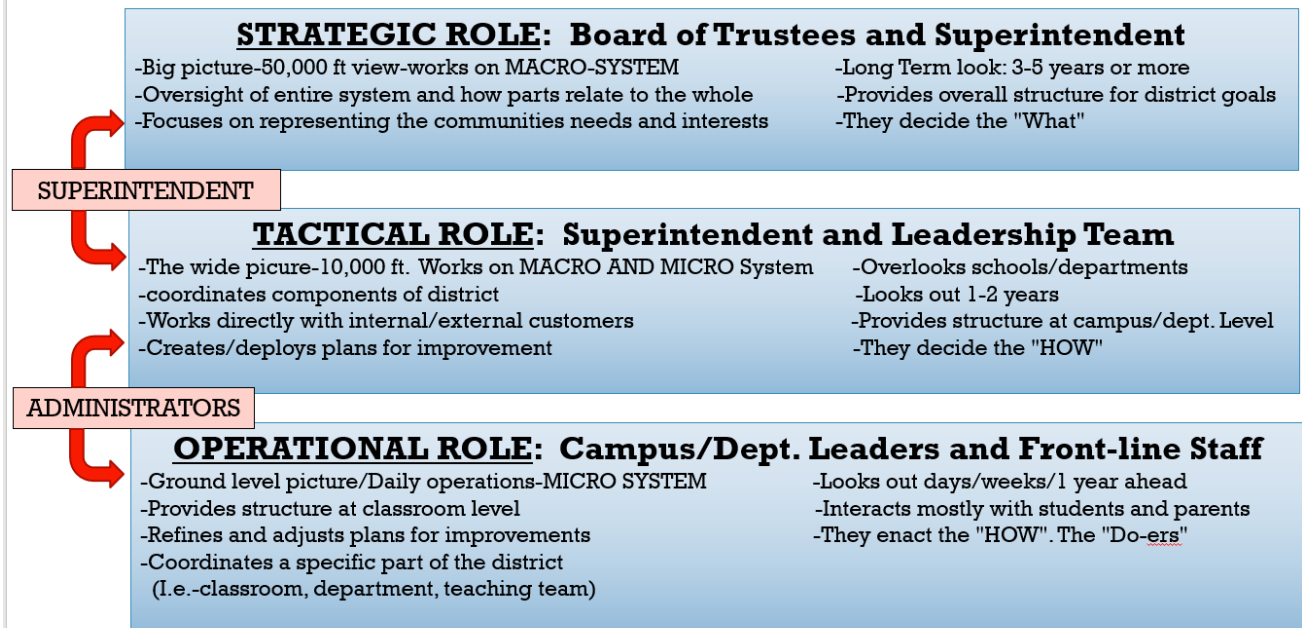 STRATEGIC ROLE:  Board of Trustees and Superintendent
-Big picture-50,000 ft view-works on MACRO-SYSTEM
-Oversight of entire system and how parts relate to the whole
-Focuses on representing the communities needs and interests
-Long Term look: 3-5 years or more
-Provides overall structure for district goals
-They decide the "What"
SUPERINTENDENT
TACTICAL ROLE:  Superintendent and Leadership Team
-The wide picure-10,000 ft.  Works on MACRO AND MICRO System
-coordinates components of district
-Works directly with internal/external customers
-Creates/deploys plans for improvement
-Overlooks schools/departments
-Looks out 1-2 years
-Provides structure at campus/dept. Level
-They decide the "HOW"
ADMINISTRATORS
OPERATIONAL ROLE:  Campus/Dept. Leaders and Front-line Staff
-Ground level picture/Daily operations-MICRO SYSTEM
-Provides structure at classroom level
-Refines and adjusts plans for improvements
-Coordinates a specific part of the district
(I.e.-classroom, department, teaching team)
-Looks out days/weeks/1 year ahead
-Interacts mostly with students and parents
-They enact the "HOW". The "Do-ers"